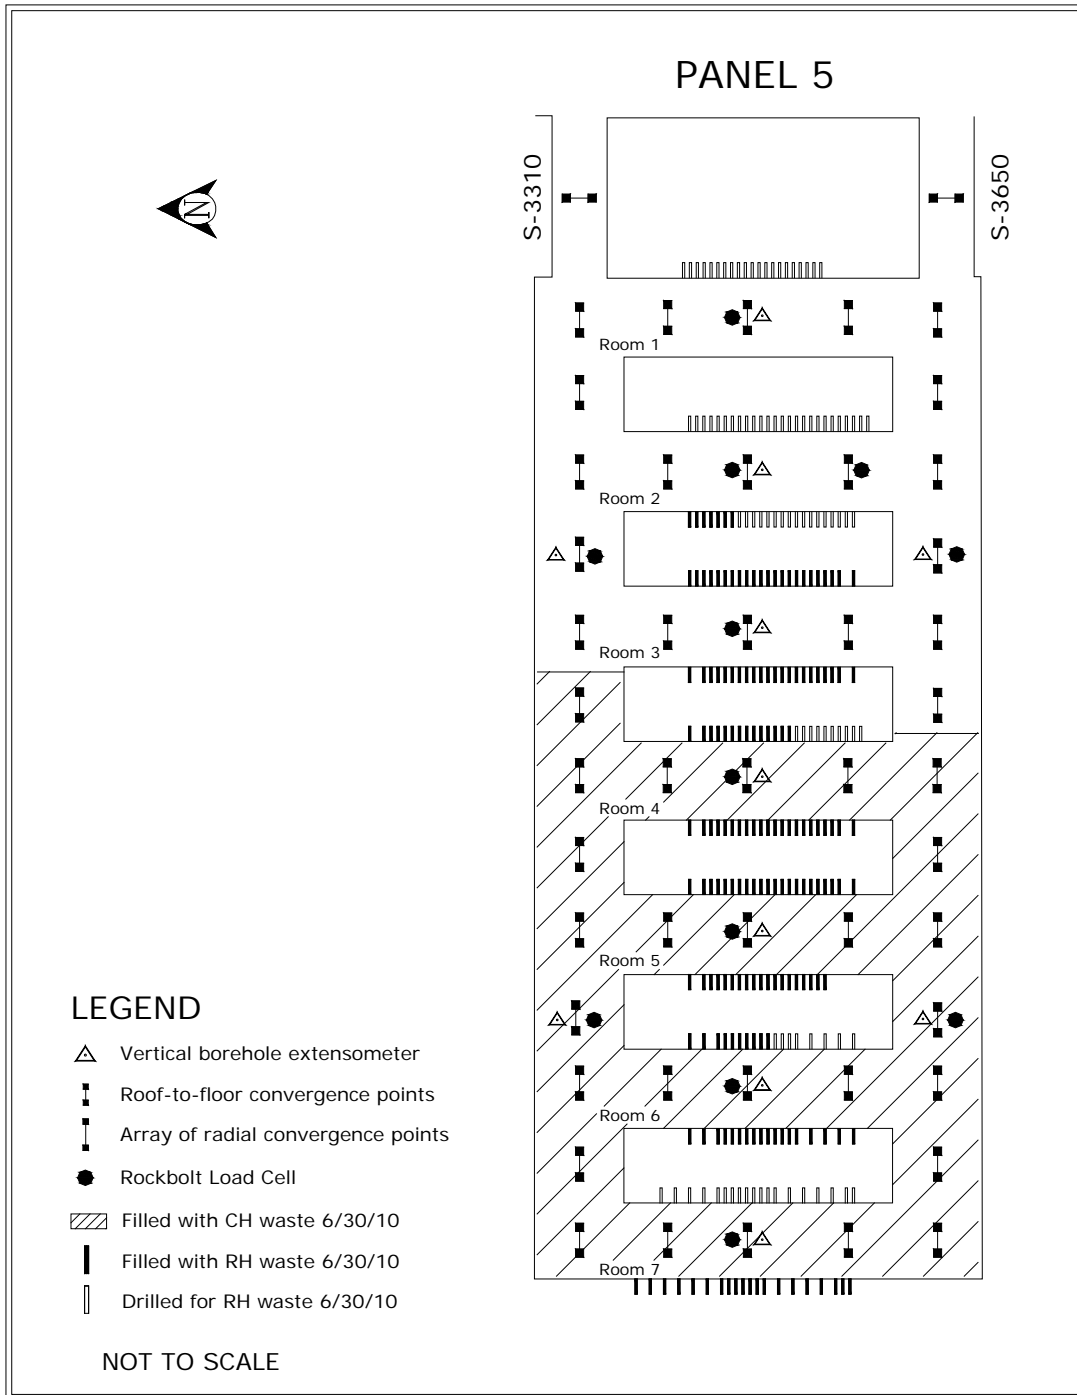 PANEL 5
N
S-3310
S-3650
Room 1
Room 2
Room 3
Room 4
Room 5
Room 6
Room 7
LEGEND
Vertical borehole extensometer
Roof-to-floor convergence points
Array of radial convergence points
Rockbolt Load Cell
Filled with CH waste 6/30/10
Filled with RH waste 6/30/10
Drilled for RH waste 6/30/10
NOT TO SCALE